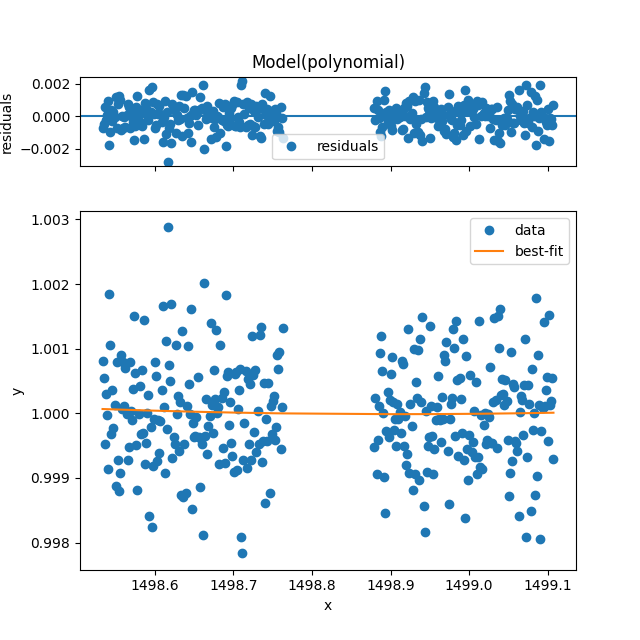 Model(polynomial)
residuals
0.002
0.000
−0.002
residuals
1.003
1.002
1.001
1.000
0.999
0.998
y
data
best-fit
1498.6 1498.7 1498.8 1498.9 1499.0 1499.1
x